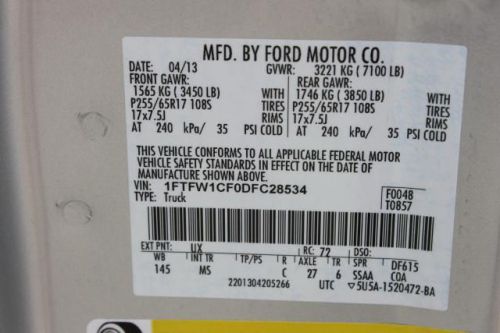 MFD. BY FORD MOTOR CO.
DATE: 04/13 GVWR: 3221 KG ( 7100 LB)
FRONT GAWR: REAR GAWR:
1565 KG ( 3450 LB) WITH 1746 KG ( 3850 LB) WITH
P255/65R17 108S TIRES P255/65R17 108S TIRES
17x7.5J RIMS 17x7.5J RIMS
AT 240 kPa/ 35 PSI COLD AT 240 kPa/ 35 PSI COLD
THIS VEHICLE CONFORMS TO ALL APPLICABLE FEDERAL MOTOR
VEHICLE SAFETY STANDARDS IN EFFECT ON THE DATE OF
MANUFACTURE SHOWN ABOVE.
VIN: 1FTFW1CF0DFC28534 F0048
TYPE: Truck T0857
EXT PNT: UX RC: 72 DSO:
WB INT TR TP/PS R AXLE TR SPR DF615
145 MS C 27 6 SSAA COA
2201304205266 UTC ▽5U5A-1520472-BA